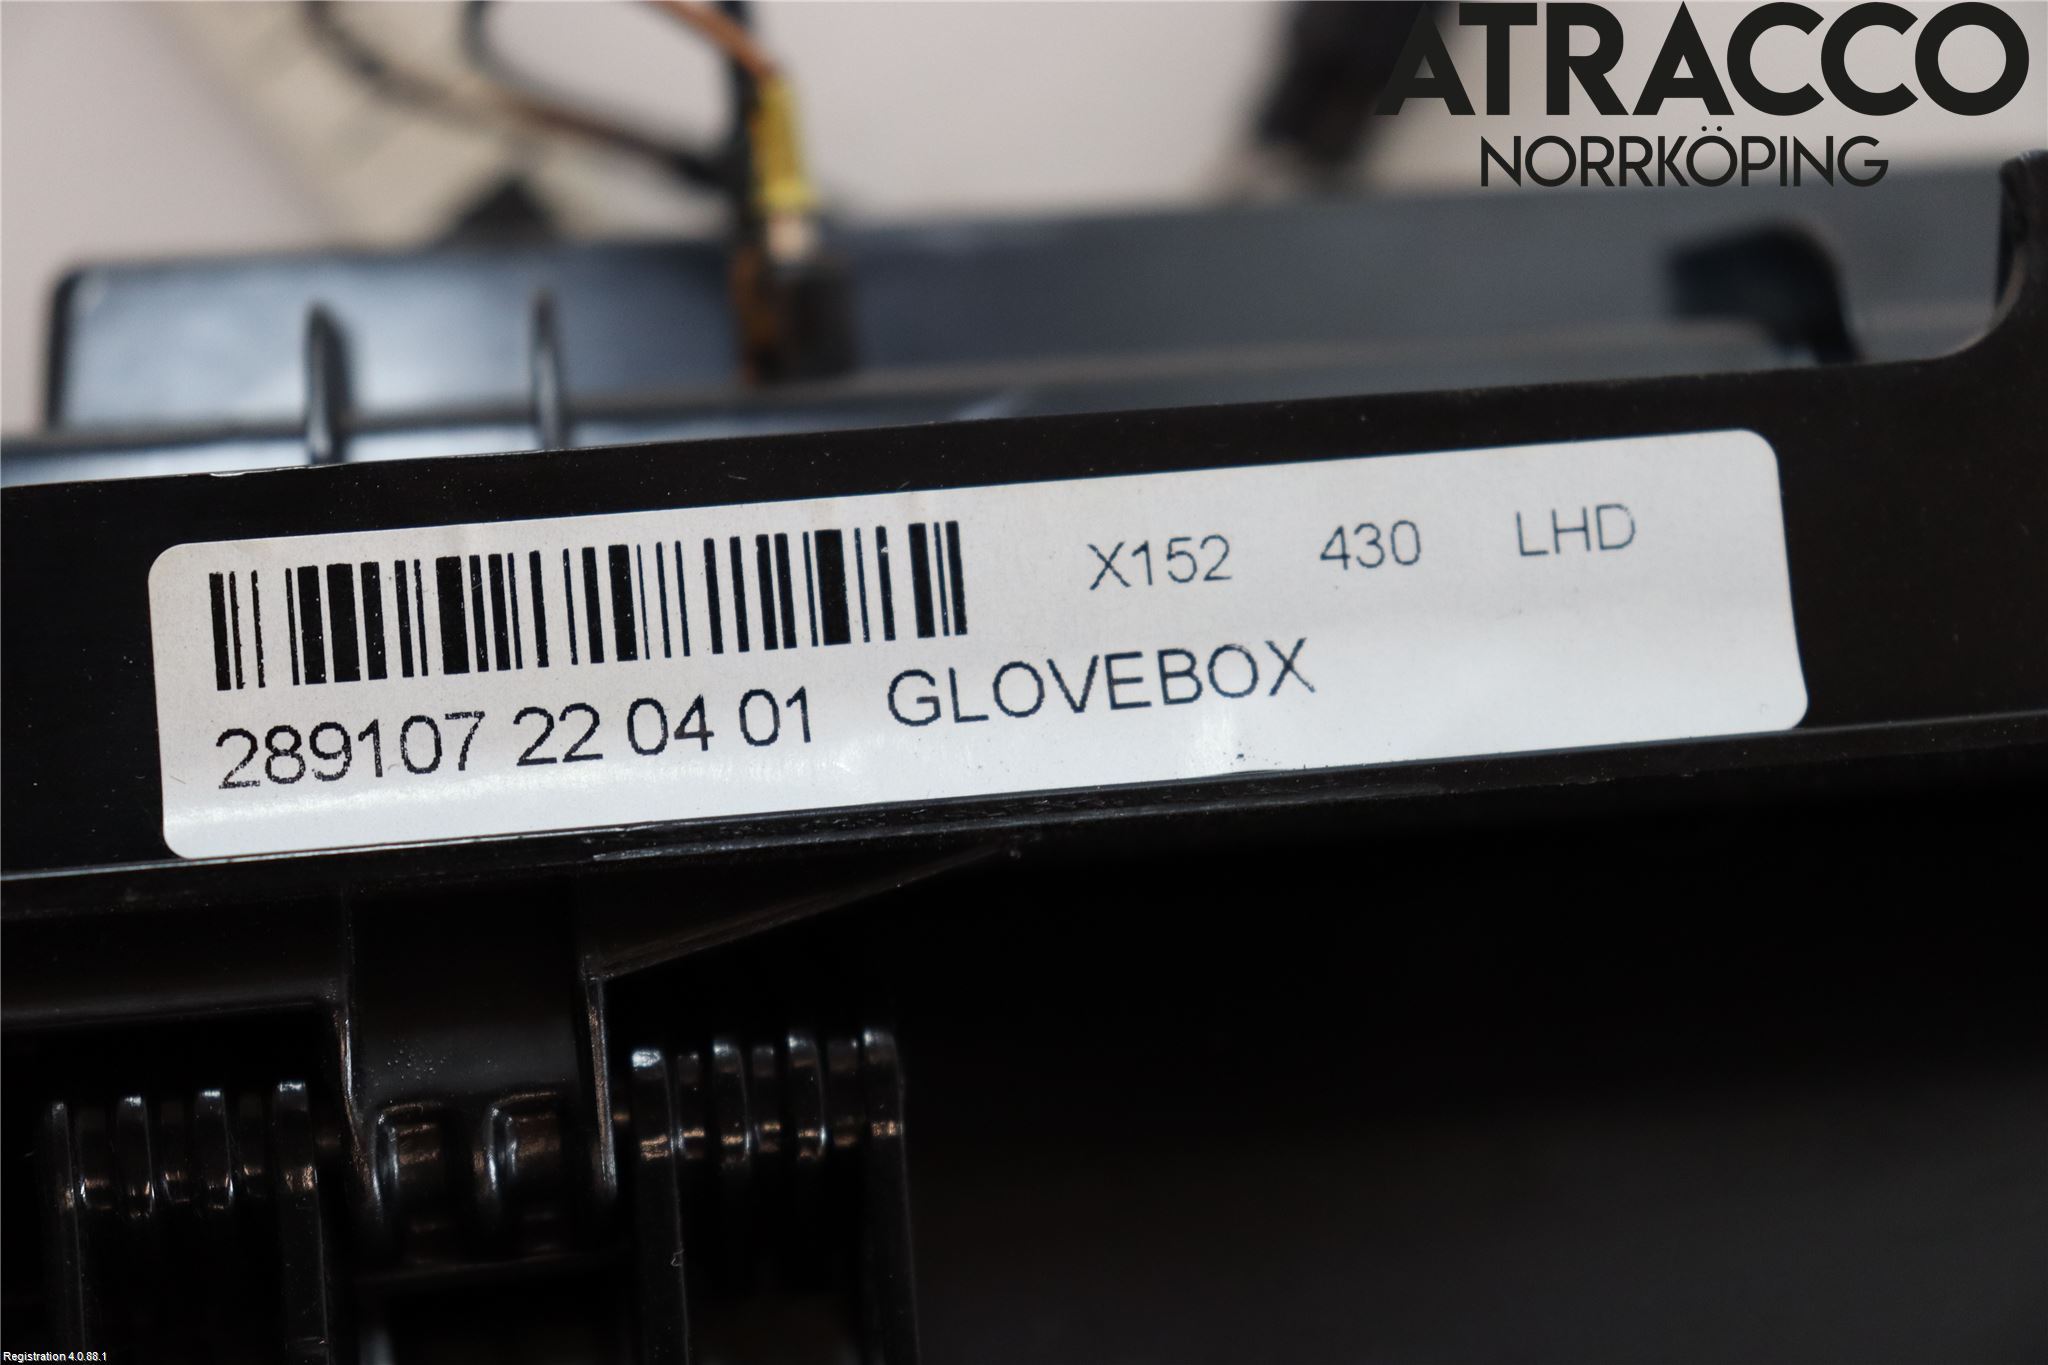 ATRACCO
NORRKÖPING
X152 430 LHD
289107 22 04 01 GLOVEBOX
Registration 4.0.88.1